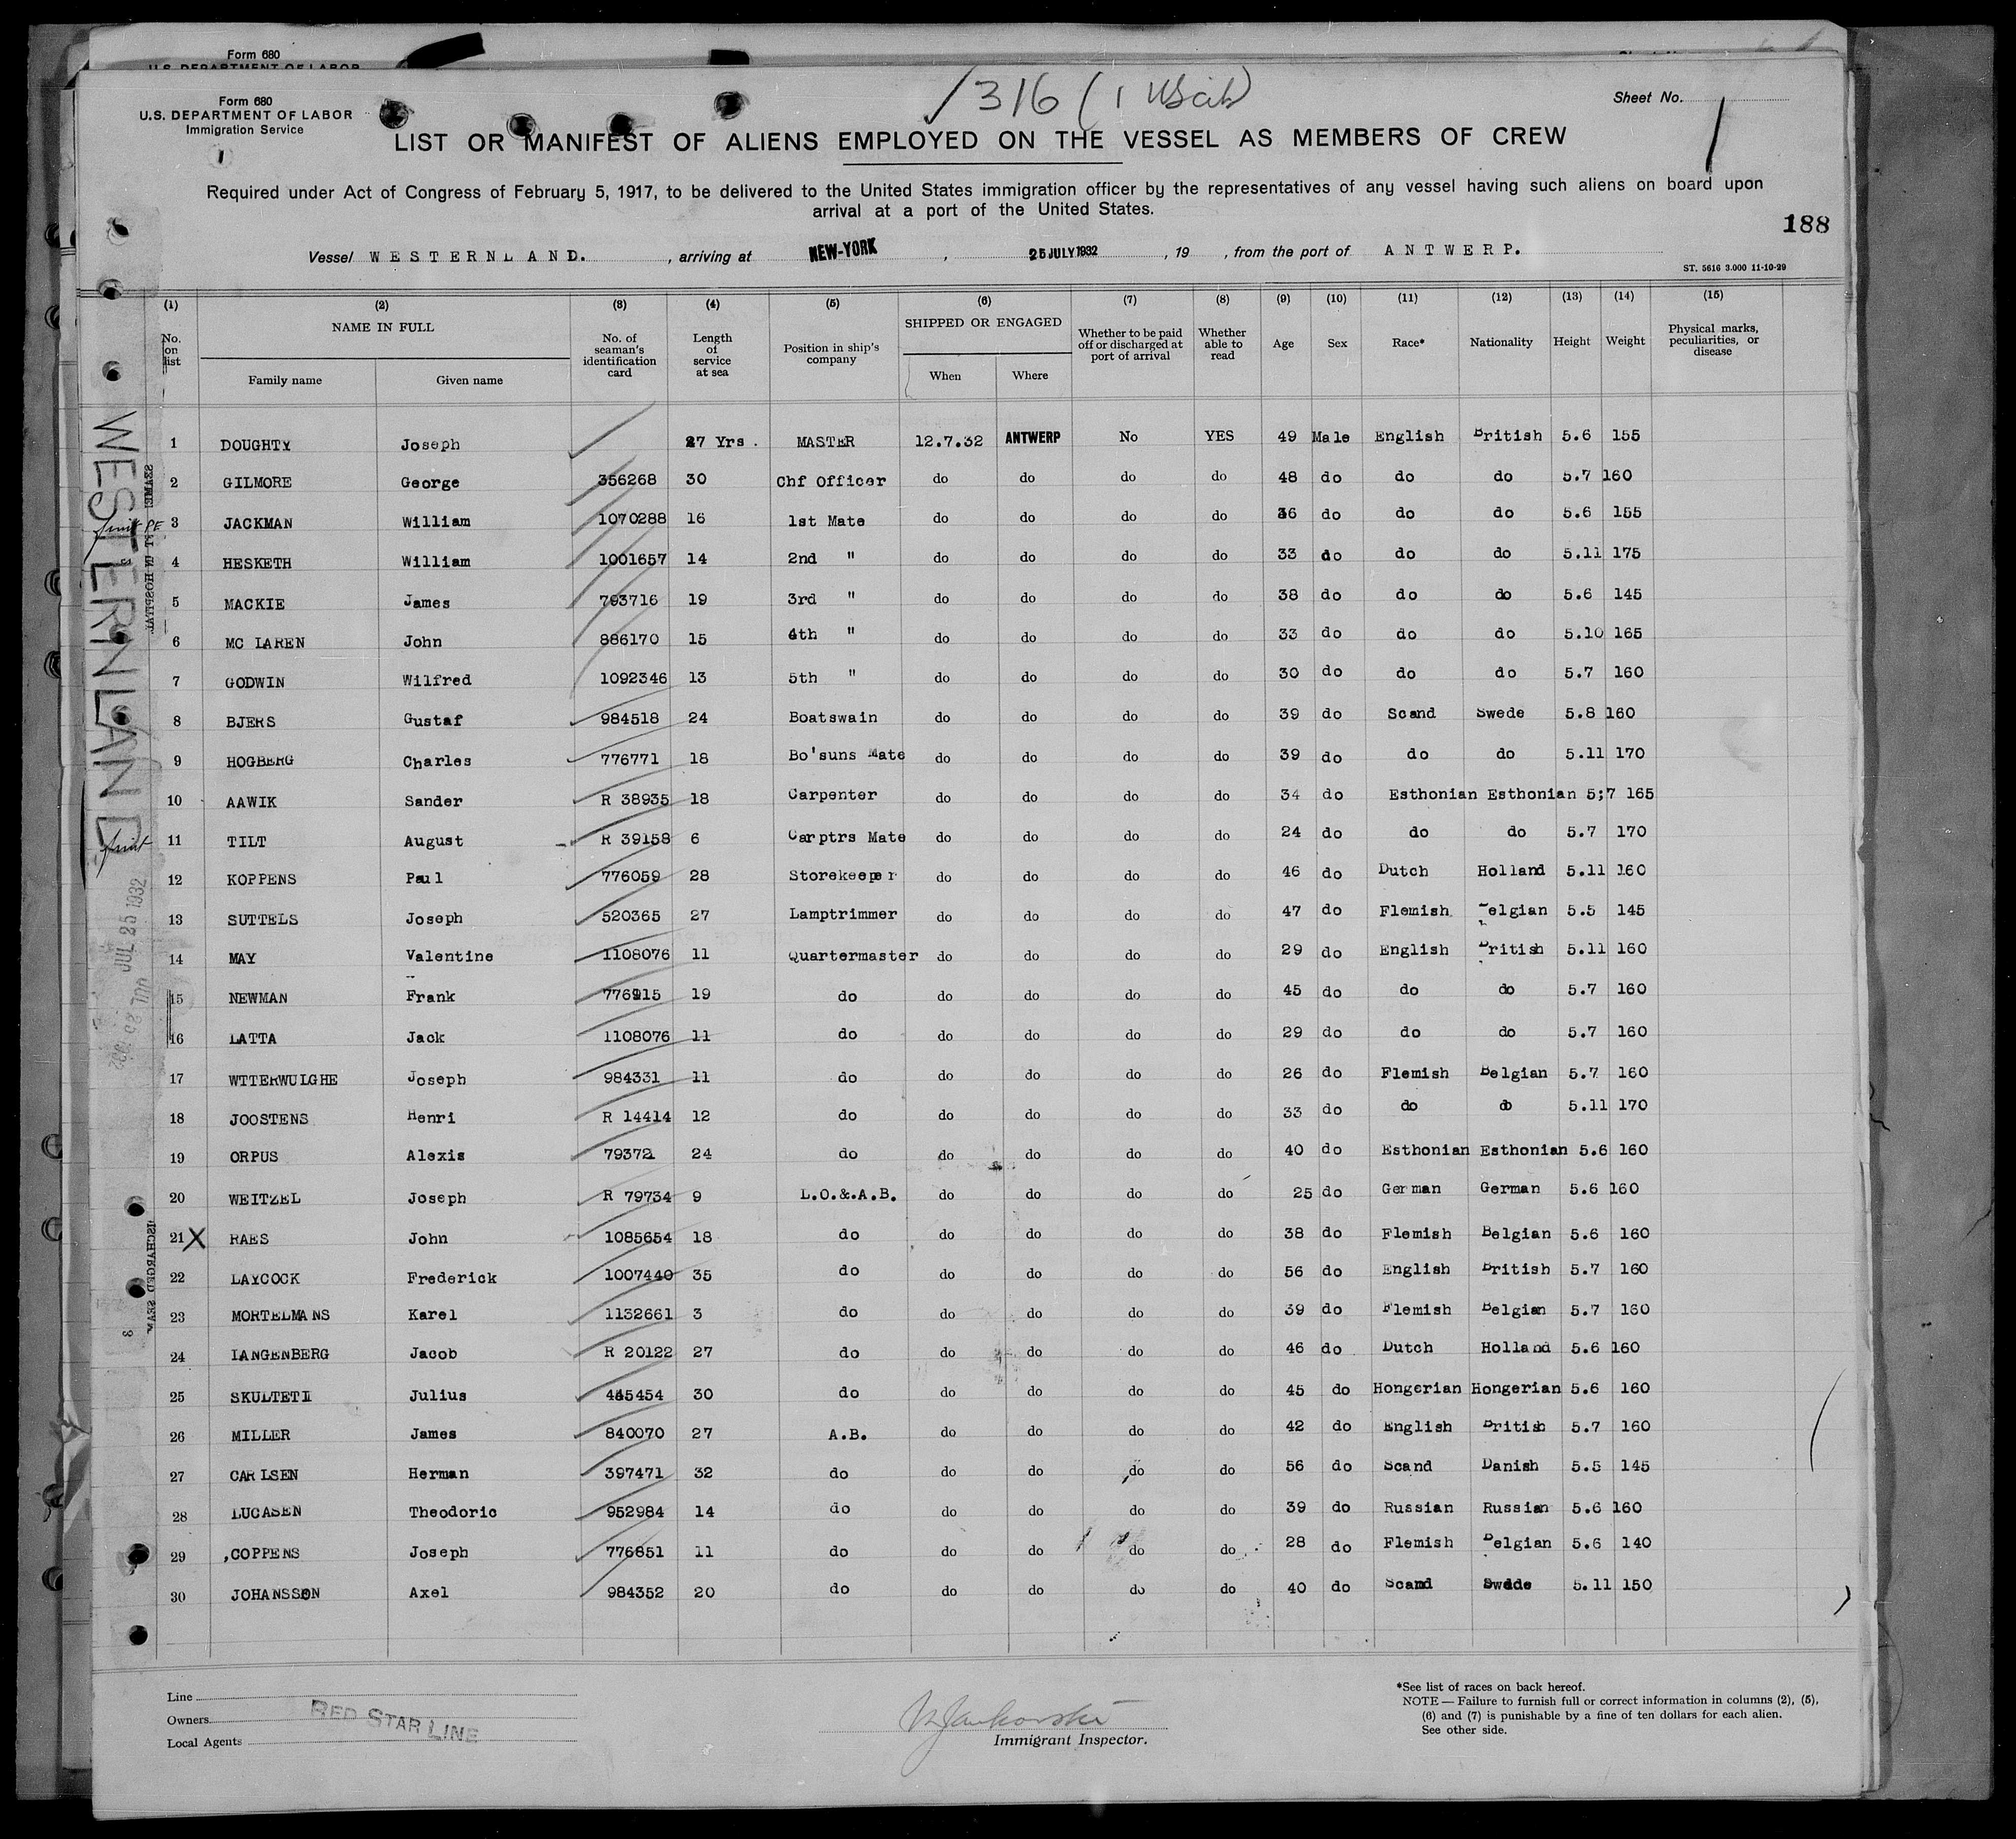 Form 680
U.S. DEPARTMENT OF LABOR
Form 680
U.S. DEPARTMENT OF LABOR
Immigration Service
1
1316 (1
Sheet No. 1
LIST OR MANIFEST OF ALIENS EMPLOYED ON THE VESSEL AS MEMBERS OF CREW
Required under Act of Congress of February 5, 1917, to be delivered to the United States immigration officer by the representatives of any vessel having such aliens on board upon
arrival at a port of the United States.
188
Vessel WESTERNLAND. , arriving at NEW-YORK , 25 JULY 1932 , 19 , from the port of ANTWERP.
ST. 5616 3.000 11-10-29
(1) (2) (3) (4) (5) (6) (7) (8) (9) (10) (11) (12) (13) (14) (15)
No. on list NAME IN FULL Family name Given name No. of seaman's identification card Length of service at sea Position in ship's company SHIPPED OR ENGAGED When Where Whether to be paid off or discharged at port of arrival Whether able to read Age Sex Race* Nationality Height Weight Physical marks, peculiarities, or disease
1 DOUGHTY Joseph 27 Yrs. MASTER 12.7.32 ANTWERP No YES 49 Male English British 5.6 155
2 GILMORE George 356268 30 Chf Officer do do do do 48 do do do 5.7 160
3 JACKMAN William 1070288 16 1st Mate do do do do 36 do do do 5.6 155
4 HESKETH William 1001657 14 2nd " do do do do 33 do do do 5.11 175
5 MACKIE James 793716 19 3rd " do do do do 38 do do do 5.6 145
6 MC LAREN John 886170 15 4th " do do do do 33 do do do 5.10 165
7 GODWIN Wilfred 1092346 13 5th " do do do do 30 do do do 5.7 160
8 BJERS Gustaf 984518 24 Boatswain do do do do 39 do Scand Swede 5.8 160
9 HOGBERG Charles 776771 18 Bo'suns Mate do do do do 39 do do do 5.11 170
10 AAWIK Sander R 38935 18 Carpenter do do do do 34 do Esthonian Esthonian 5;7 165
11 TILT August R 39158 6 Carptrs Mate do do do do 24 do do do 5.7 170
12 KOPPENS Paul 776059 28 Storekeeper do do do do 46 do Dutch Holland 5.11 160
13 SUTTELS Joseph 520365 27 Lamptrimmer do do do do 47 do Flemish Belgian 5.5 145
14 MAY Valentine 1108076 11 Quartermaster do do do do 29 do English British 5.11 160
15 NEWMAN Frank 776915 19 do do do do do 45 do do do 5.7 160
16 LATTA Jack 1108076 11 do do do do do 29 do do do 5.7 160
17 WTTERWULGHE Joseph 984331 11 do do do do do 26 do Flemish Belgian 5.7 160
18 JOOSTENS Henri R 14414 12 do do do do do 33 do do do 5.11 170
19 ORPUS Alexis 79372 24 do do do do do 40 do Esthonian Esthonian 5.6 160
20 WEITZEL Joseph R 79734 9 L.O.&.A.B. do do do do 25 do German German 5.6 160
21 X RAES John 1085654 18 do do do do do 38 do Flemish Belgian 5.6 160
22 LAYCOCK Frederick 1007440 35 do do do do do 56 do English British 5.7 160
23 MORTELMANS Karel 1132661 3 do do do do do 39 do Flemish Belgian 5.7 160
24 LANGENBERG Jacob R 20122 27 do do do do do 46 do Dutch Holland 5.6 160
25 SKULTETI Julius 445454 30 do do do do do 45 do Hongerian Hongerian 5.6 160
26 MILLER James 840070 27 A.B. do do do do 42 do English British 5.7 160
27 CARLSEN Herman 397471 32 do do do do do 56 do Scand Danish 5.5 145
28 LUCASEN Theodoric 952984 14 do do do do do 39 do Russian Russian 5.6 160
29 ,COPPENS Joseph 776851 11 do do do do do 28 do Flemish Belgian 5.6 140
30 JOHANSSON Axel 984352 20 do do do do do 40 do Scand Swede 5.11 150
WESTERNLAND
JUL 25 1932
Line
Owners
RED STAR LINE
Local Agents
Immigrant Inspector.
*See list of races on back hereof.
NOTE — Failure to furnish full or correct information in columns (2), (5),
(6) and (7) is punishable by a fine of ten dollars for each alien.
See other side.